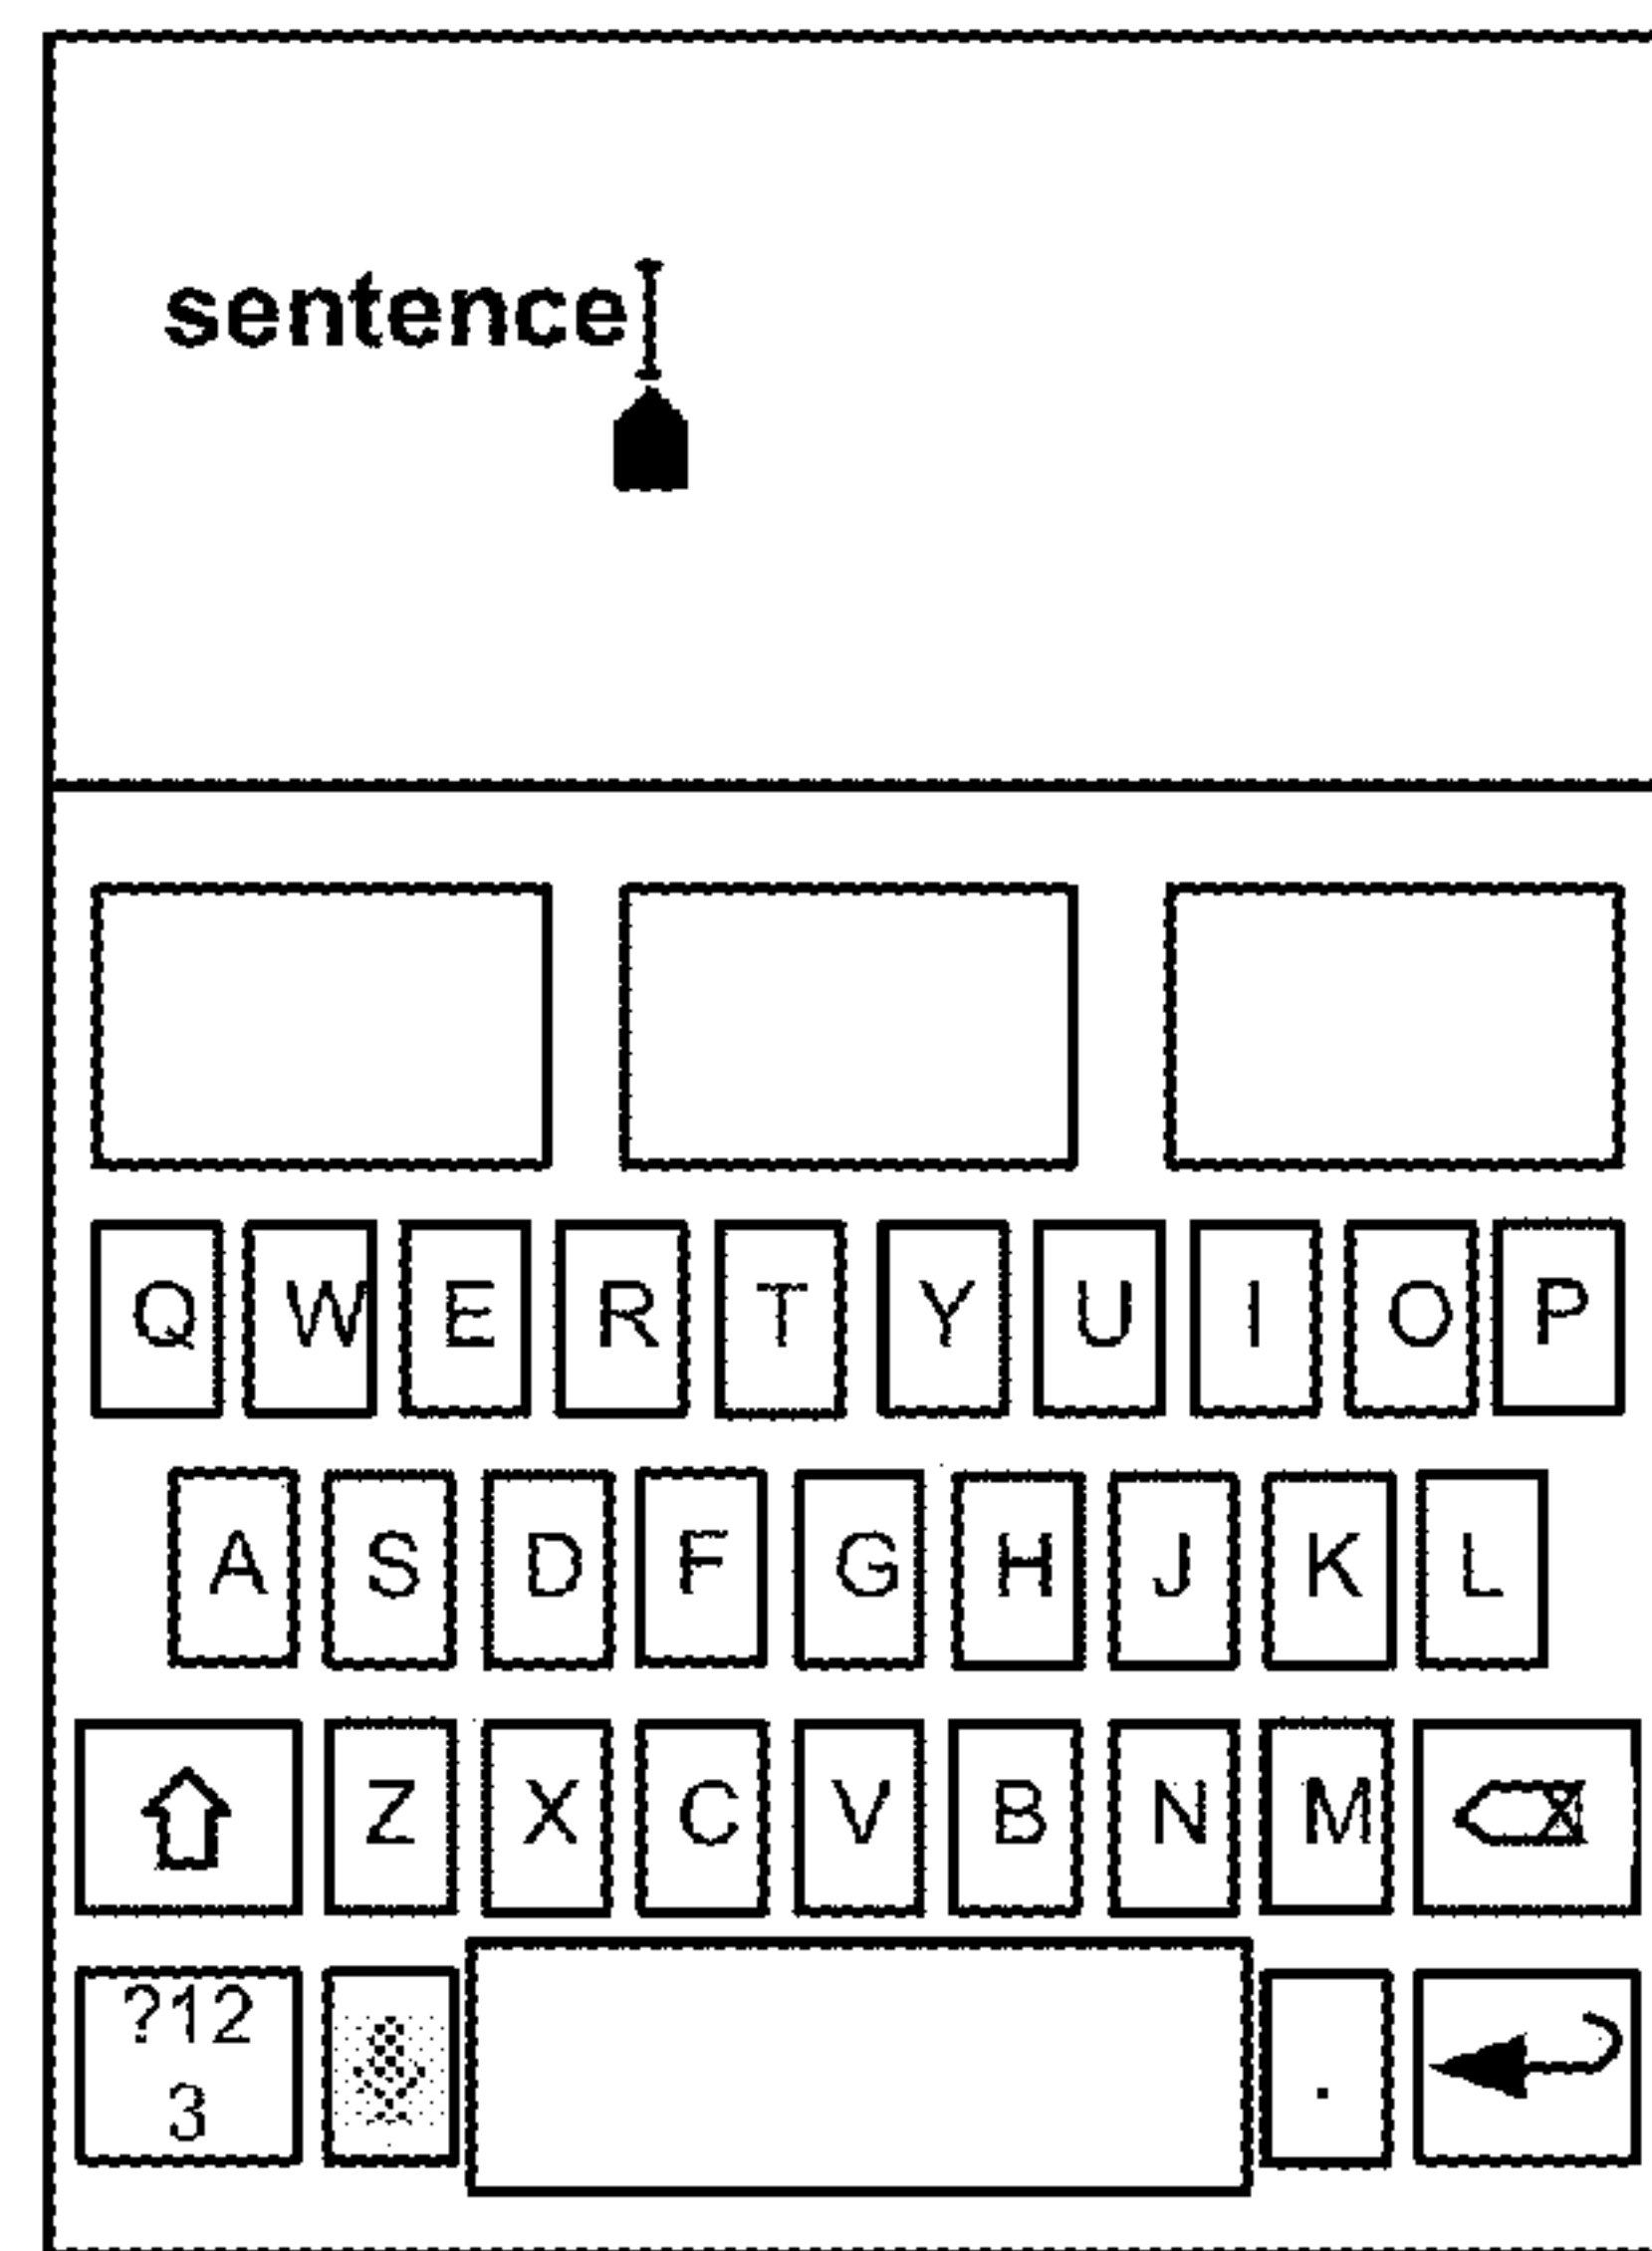 sentence
Q W E R T Y U I O P
A S D F G H J K L
Z X C V B N M
?12
3
.